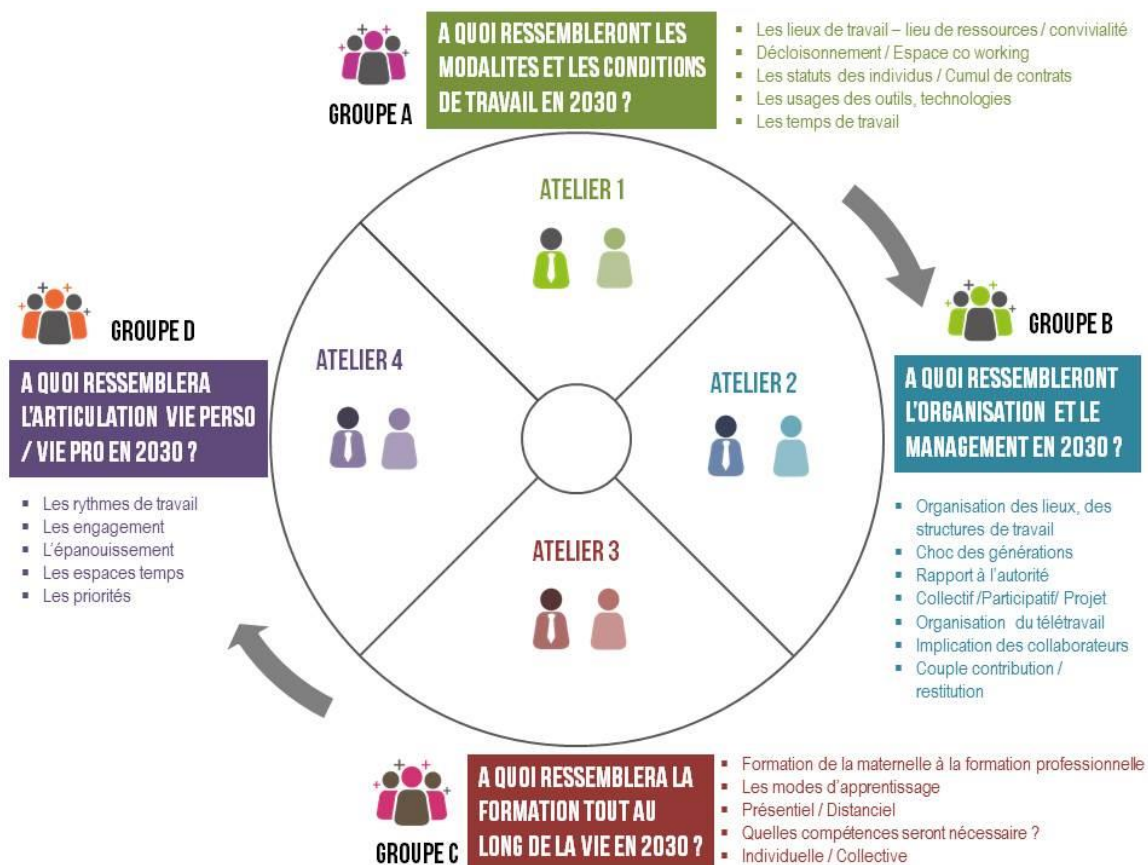 GROUPE A
A QUOI RESSEMBLERONT LES
MODALITES ET LES CONDITIONS
DE TRAVAIL EN 2030 ?
▪ Les lieux de travail – lieu de ressources / convivialité
▪ Décloisonnement / Espace co working
▪ Les statuts des individus / Cumul de contrats
▪ Les usages des outils, technologies
▪ Les temps de travail
ATELIER 1
GROUPE B
A QUOI RESSEMBLERONT
L'ORGANISATION ET LE
MANAGEMENT EN 2030 ?
▪ Organisation des lieux, des
structures de travail
▪ Choc des générations
▪ Rapport à l'autorité
▪ Collectif /Participatif/ Projet
▪ Organisation du télétravail
▪ Implication des collaborateurs
▪ Couple contribution /
restitution
ATELIER 2
ATELIER 3
GROUPE C
A QUOI RESSEMBLERA LA
FORMATION TOUT AU
LONG DE LA VIE EN 2030 ?
▪ Formation de la maternelle à la formation professionnelle
▪ Les modes d'apprentissage
▪ Présentiel / Distanciel
▪ Quelles compétences seront nécessaire ?
▪ Individuelle / Collective
ATELIER 4
GROUPE D
A QUOI RESSEMBLERA
L'ARTICULATION VIE PERSO
/ VIE PRO EN 2030 ?
▪ Les rythmes de travail
▪ Les engagement
▪ L'épanouissement
▪ Les espaces temps
▪ Les priorités